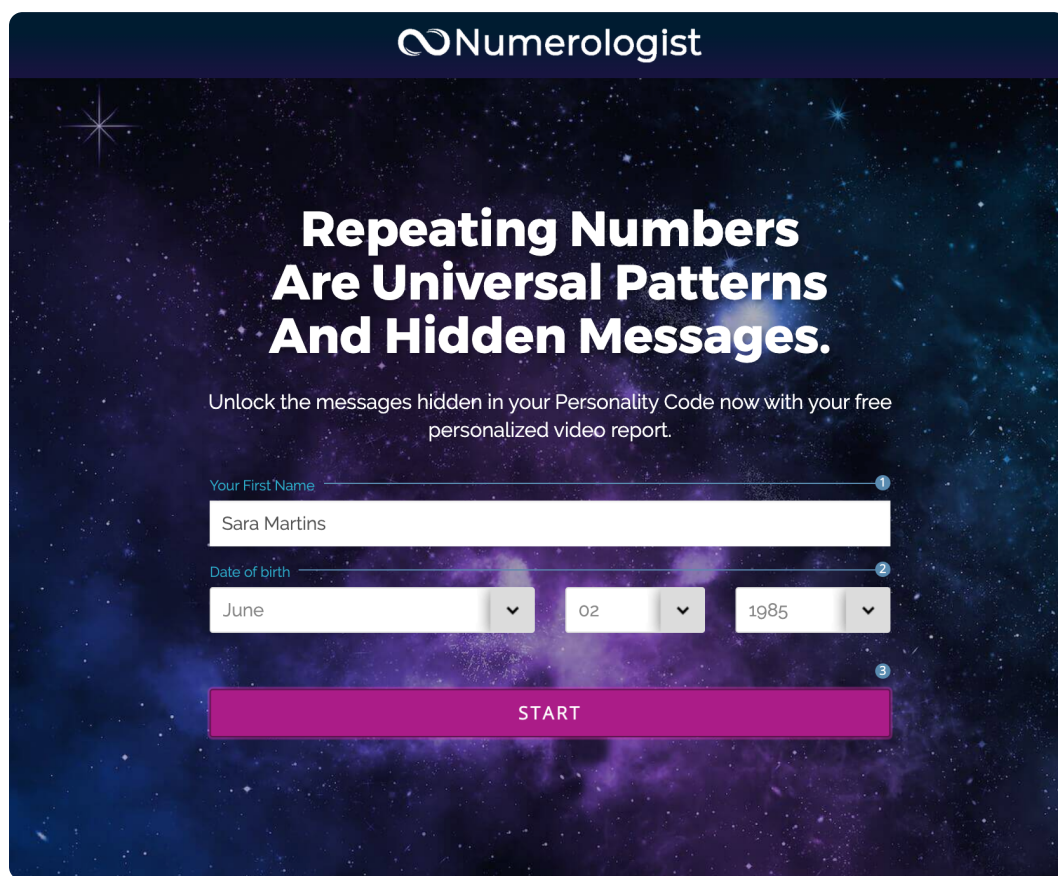 Numerologist
Repeating Numbers
Are Universal Patterns
And Hidden Messages.
Unlock the messages hidden in your Personality Code now with your free
personalized video report.
Your First Name 1
Sara Martins
Date of birth 2
June 02 1985
3
START